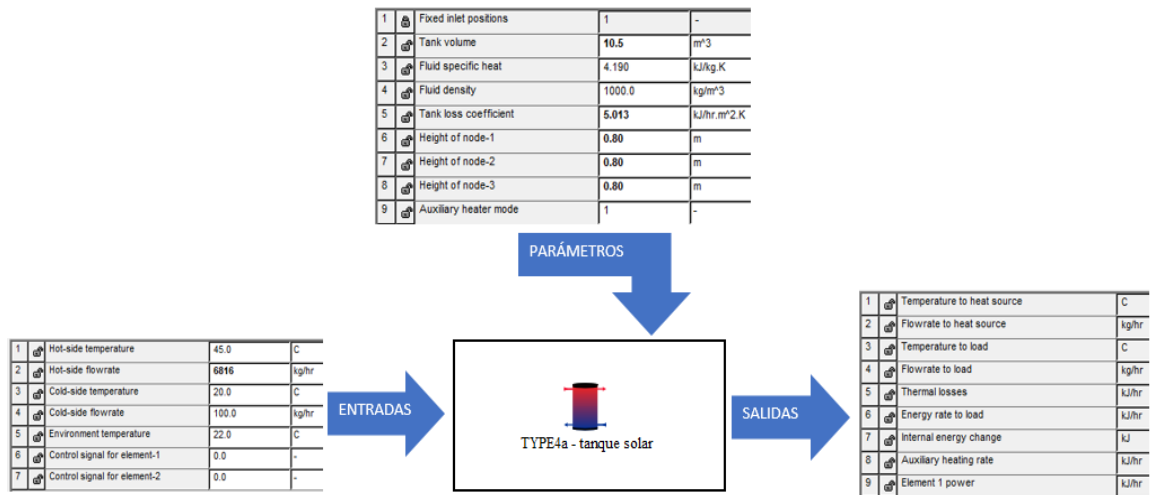 1 Fixed inlet positions 1 -
2 Tank volume 10.5 m^3
3 Fluid specific heat 4.190 kJ/kg.K
4 Fluid density 1000.0 kg/m^3
5 Tank loss coefficient 5.013 kJ/hr.m^2.K
6 Height of node-1 0.80 m
7 Height of node-2 0.80 m
8 Height of node-3 0.80 m
9 Auxiliary heater mode 1 -
PARÁMETROS
1 Hot-side temperature 45.0 C
2 Hot-side flowrate 6816 kg/hr
3 Cold-side temperature 20.0 C
4 Cold-side flowrate 100.0 kg/hr
5 Environment temperature 22.0 C
6 Control signal for element-1 0.0 -
7 Control signal for element-2 0.0 -
ENTRADAS
TYPE4a - tanque solar
SALIDAS
1 Temperature to heat source C
2 Flowrate to heat source kg/hr
3 Temperature to load C
4 Flowrate to load kg/hr
5 Thermal losses kJ/hr
6 Energy rate to load kJ/hr
7 Internal energy change kJ
8 Auxiliary heating rate kJ/hr
9 Element 1 power kJ/hr